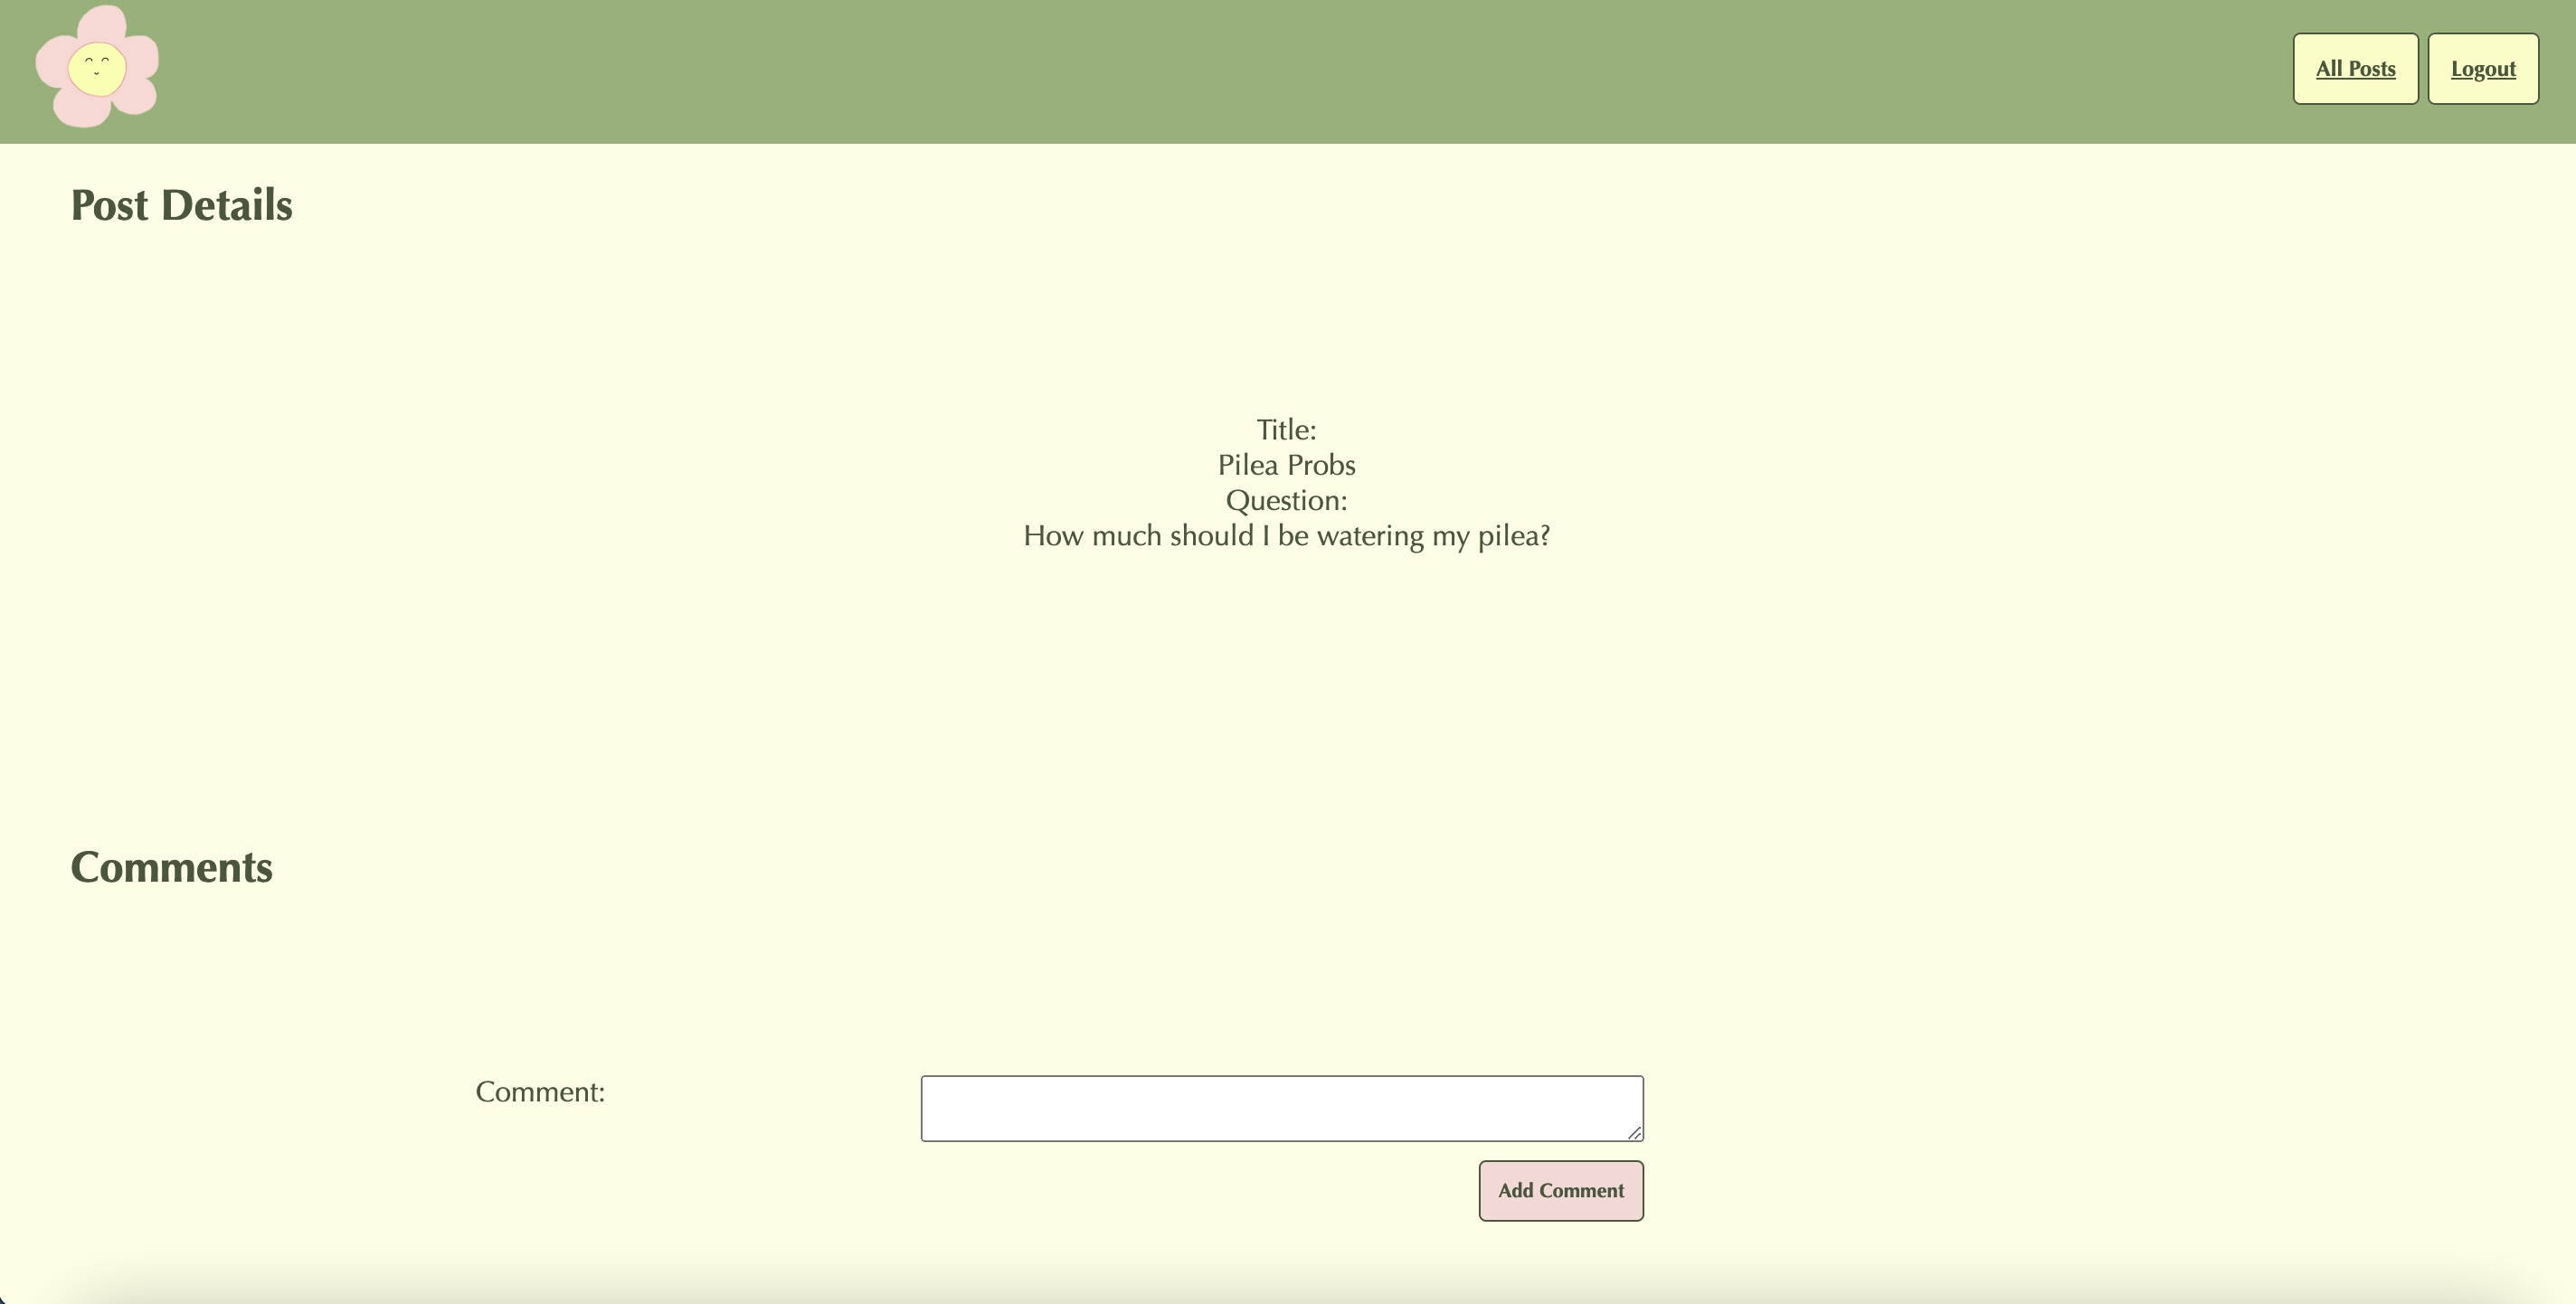 All Posts
Logout
Post Details
Title:
Pilea Probs
Question:
How much should I be watering my pilea?
Comments
Comment:
Add Comment